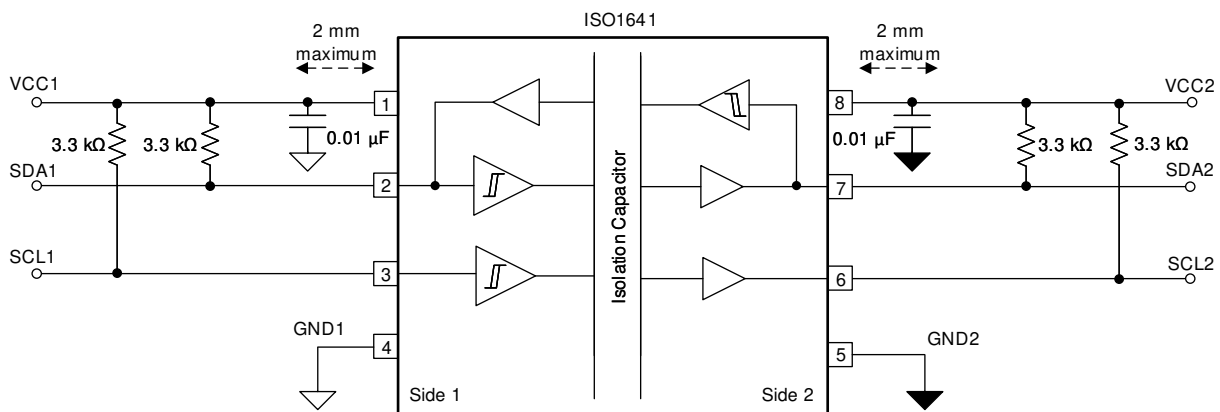 ISO1641
2 mm
maximum
2 mm
maximum
VCC1
1
8
VCC2
3.3 kΩ
3.3 kΩ
0.01 µF
0.01 µF
3.3 kΩ
3.3 kΩ
SDA1
2
7
SDA2
Isolation Capacitor
SCL1
3
6
SCL2
GND1
4
5
GND2
Side 1
Side 2